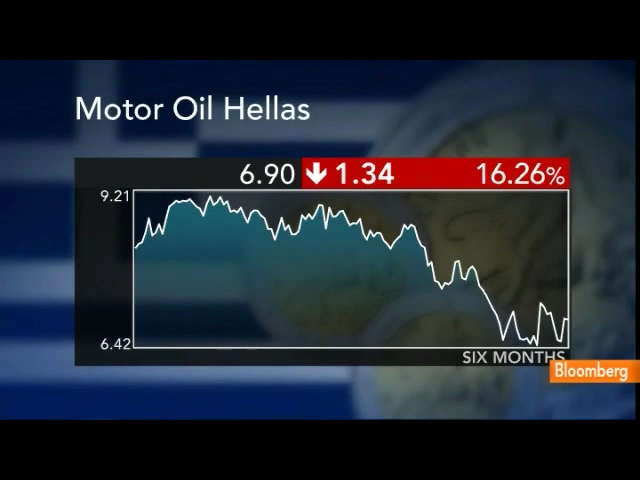 Motor Oil Hellas
6.90 ↓ 1.34 16.26%
9.21
6.42
SIX MONTHS
Bloomberg